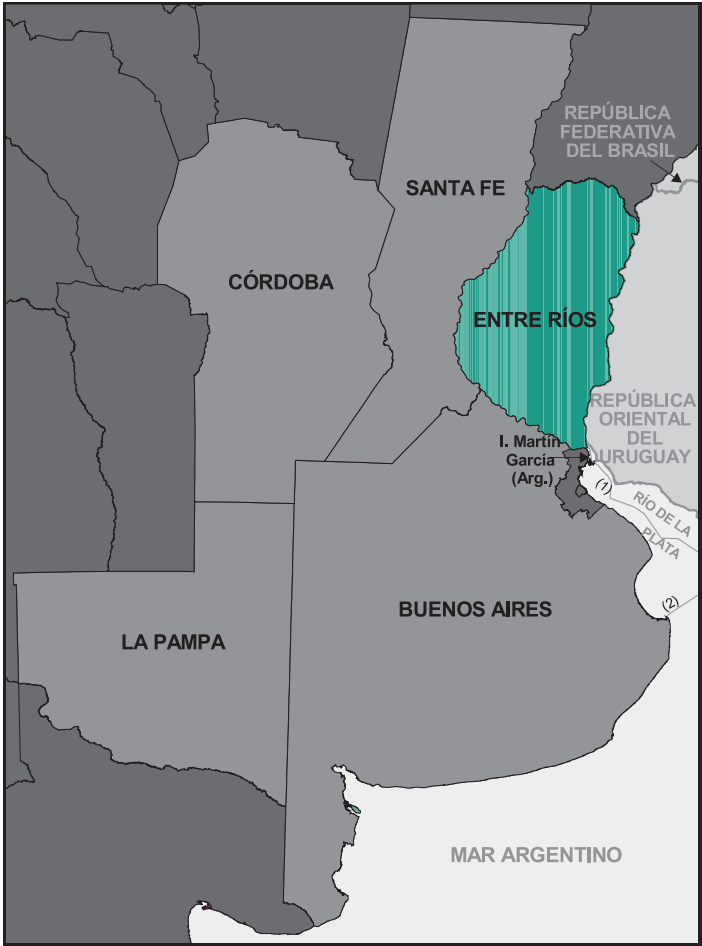 REPÚBLICA
FEDERATIVA
DEL BRASIL
SANTA FE
CÓRDOBA
ENTRE RÍOS
REPÚBLICA
ORIENTAL
DEL
URUGUAY
I. Martín
García
(Arg.)
(1)
RÍO DE LA
PLATA
(2)
BUENOS AIRES
LA PAMPA
MAR ARGENTINO